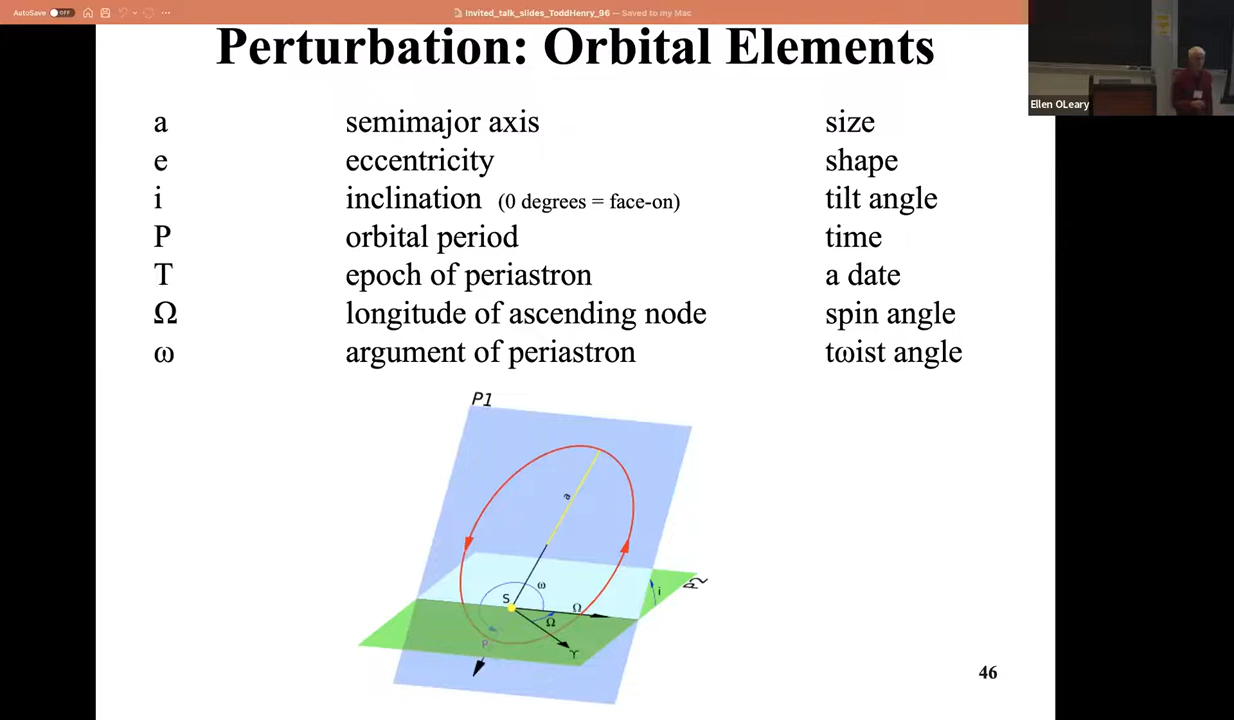 AutoSave OFF
Invited_talk_slides_ToddHenry_96 — Saved to my Mac
Ellen OLeary
Perturbation: Orbital Elements
a semimajor axis size
e eccentricity shape
i inclination (0 degrees = face-on) tilt angle
P orbital period time
T epoch of periastron a date
Ω longitude of ascending node spin angle
ω argument of periastron tωist angle
P1
a
P2
ω
i
S
Ω
Ω
P
46